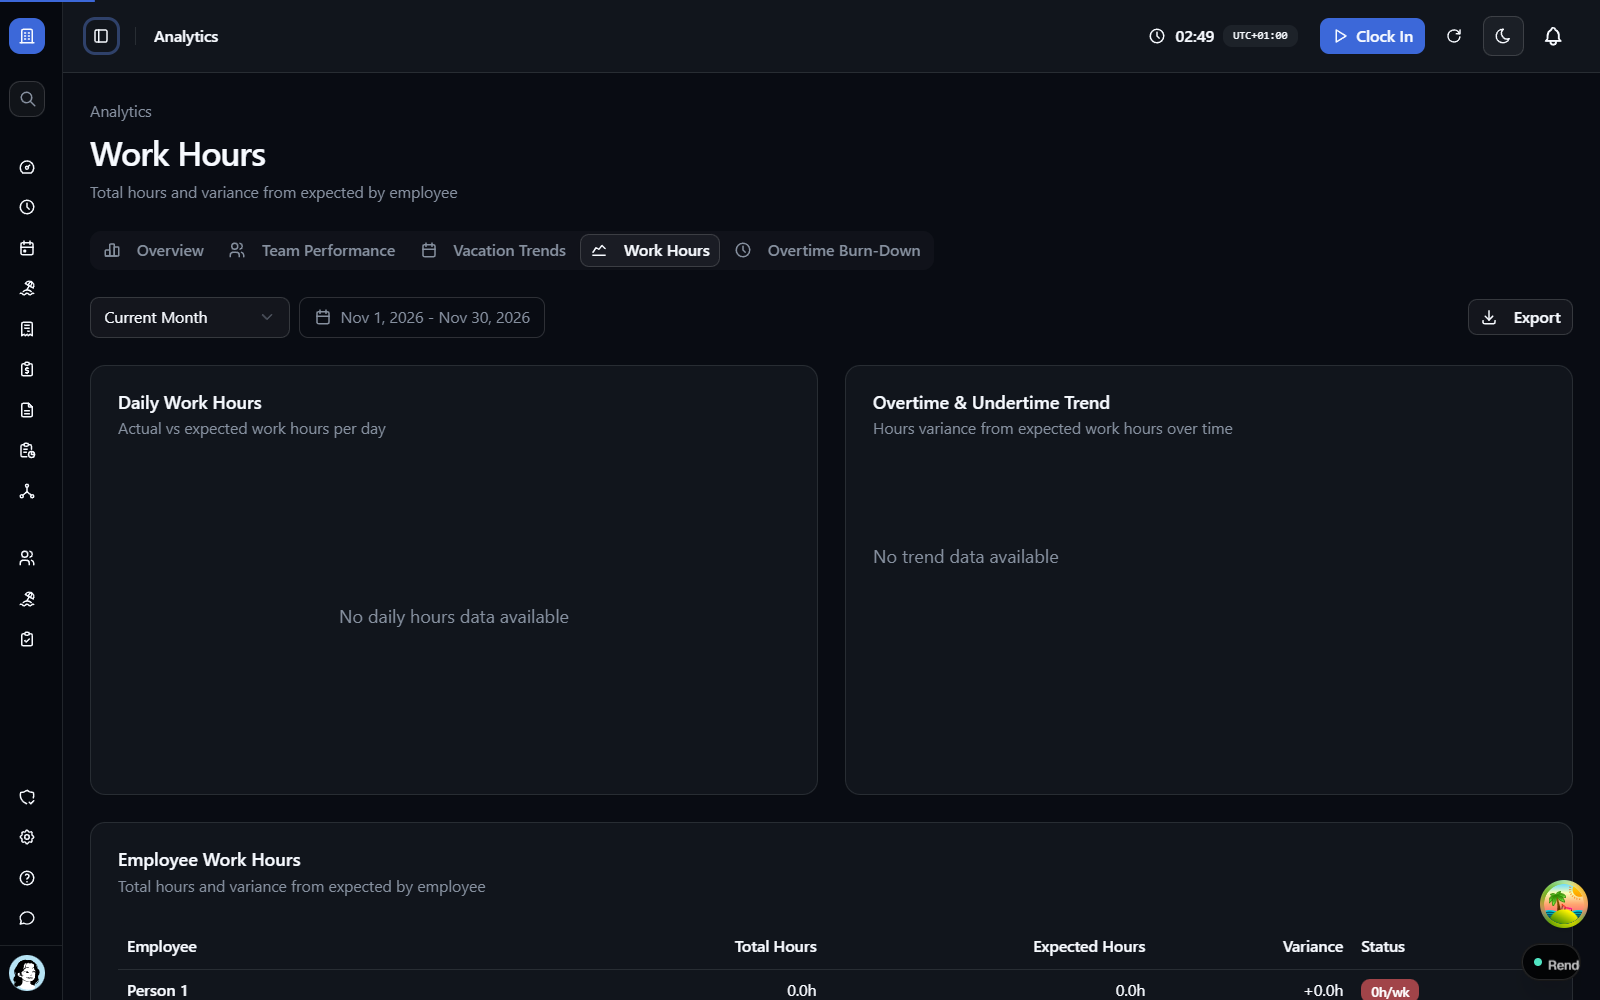 Analytics
02:49
UTC+01:00
Clock In
Analytics
Work Hours
Total hours and variance from expected by employee
Overview
Team Performance
Vacation Trends
Work Hours
Overtime Burn-Down
Current Month
Nov 1, 2026 - Nov 30, 2026
Export
Daily Work Hours
Actual vs expected work hours per day
No daily hours data available
Overtime & Undertime Trend
Hours variance from expected work hours over time
No trend data available
Employee Work Hours
Total hours and variance from expected by employee
Employee
Total Hours
Expected Hours
Variance
Status
Person 1
0.0h
0.0h
+0.0h
0h/wk
Rend